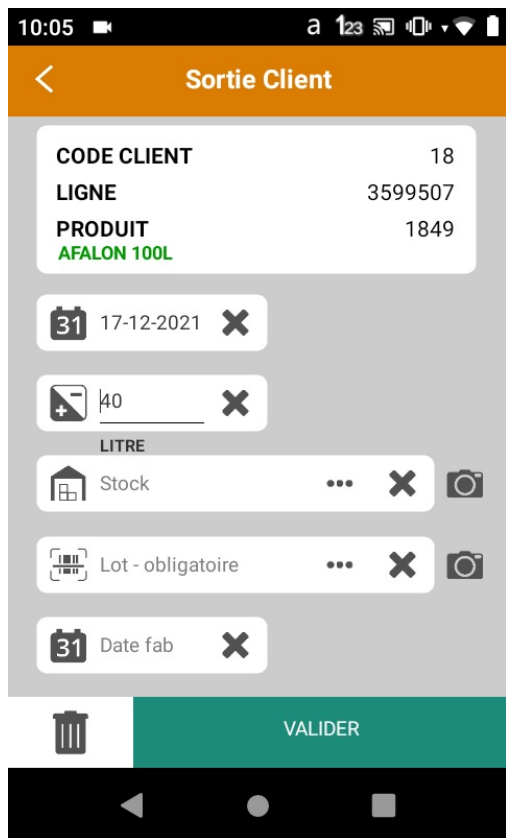 10:05 a 123
Sortie Client
CODE CLIENT 18
LIGNE 3599507
PRODUIT 1849
AFALON 100L
31 17-12-2021
40
LITRE
Stock
Lot - obligatoire
31 Date fab
VALIDER